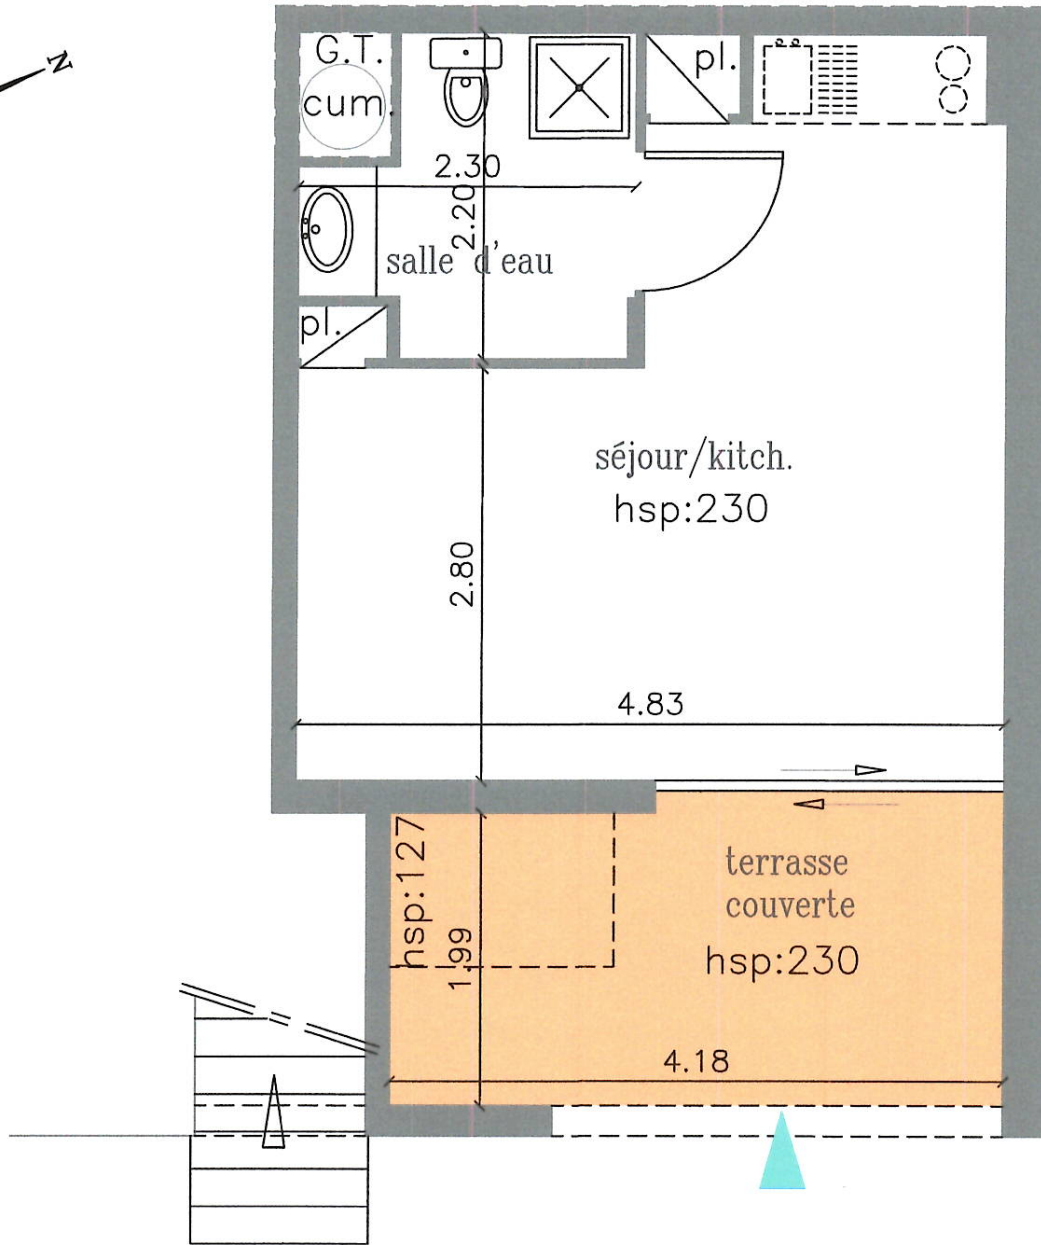 N
G.T.
cum.
pl.
2.30
2.20
salle d'eau
pl.
séjour/kitch.
hsp:230
2.80
4.83
hsp:127
1.99
terrasse
couverte
hsp:230
4.18